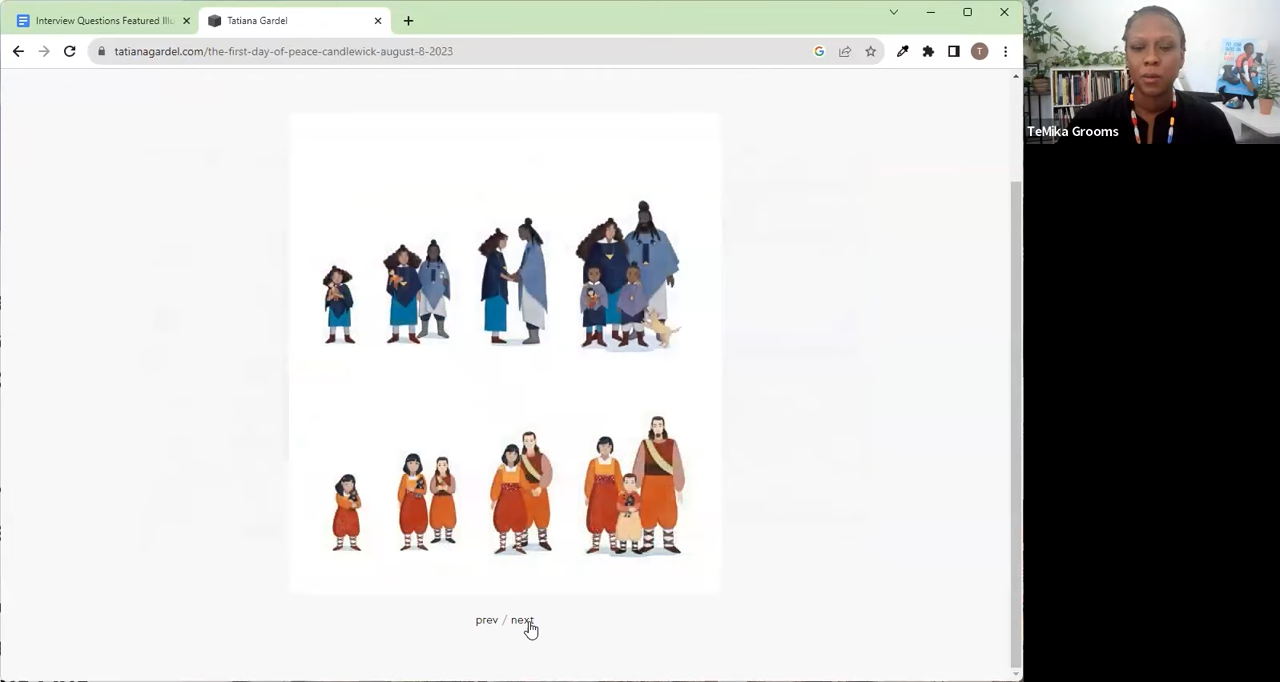 Interview Questions Featured Illu
Tatiana Gardel
tatianagardel.com/the-first-day-of-peace-candlewick-august-8-2023
T
TeMika Grooms
prev / next